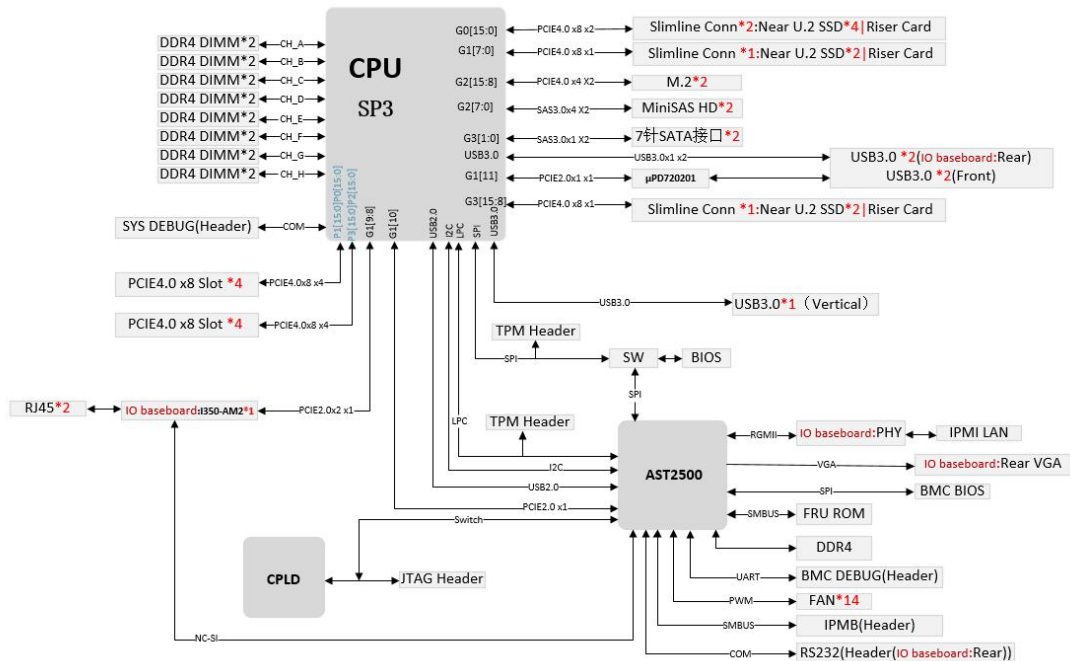 CPU
SP3
G0[15:0]
G1[7:0]
G2[15:8]
G2[7:0]
G3[1:0]
USB3.0
G1[11]
G3[15:8]
P1[15:0]P0[15:0]
P3[15:0]P2[15:0]
G1[9:8]
G1[10]
USB2.0
I2C
LPC
SPI
USB3.0
DDR4 DIMM*2
CH_A
DDR4 DIMM*2
CH_B
DDR4 DIMM*2
CH_C
DDR4 DIMM*2
CH_D
DDR4 DIMM*2
CH_E
DDR4 DIMM*2
CH_F
DDR4 DIMM*2
CH_G
DDR4 DIMM*2
CH_H
SYS DEBUG(Header)
COM
PCIE4.0 x8 Slot *4
PCIE4.0x8 x4
PCIE4.0 x8 Slot *4
PCIE4.0x8 x4
PCIE4.0 x8 x2
Slimline Conn*2:Near U.2 SSD*4|Riser Card
PCIE4.0 x8 x1
Slimline Conn *1:Near U.2 SSD*2|Riser Card
PCIE4.0 x4 X2
M.2*2
SAS3.0x4 X2
MiniSAS HD*2
SAS3.0x1 X2
7针SATA接口*2
USB3.0x1 x2
USB3.0 *2(IO baseboard:Rear)
PCIE2.0x1 x1
μPD720201
USB3.0 *2(Front)
PCIE4.0 x8 x1
Slimline Conn *1:Near U.2 SSD*2|Riser Card
USB3.0
USB3.0*1（Vertical）
TPM Header
SPI
SW
BIOS
SPI
RJ45*2
IO baseboard:I350-AM2*1
PCIE2.0x2 x1
LPC
TPM Header
I2C
USB2.0
PCIE2.0 x1
Switch
AST2500
RGMII
IO baseboard:PHY
IPMI LAN
VGA
IO baseboard:Rear VGA
SPI
BMC BIOS
SMBUS
FRU ROM
DDR4
CPLD
JTAG Header
UART
BMC DEBUG(Header)
PWM
FAN*14
SMBUS
IPMB(Header)
NC-SI
COM
RS232(Header(IO baseboard:Rear))